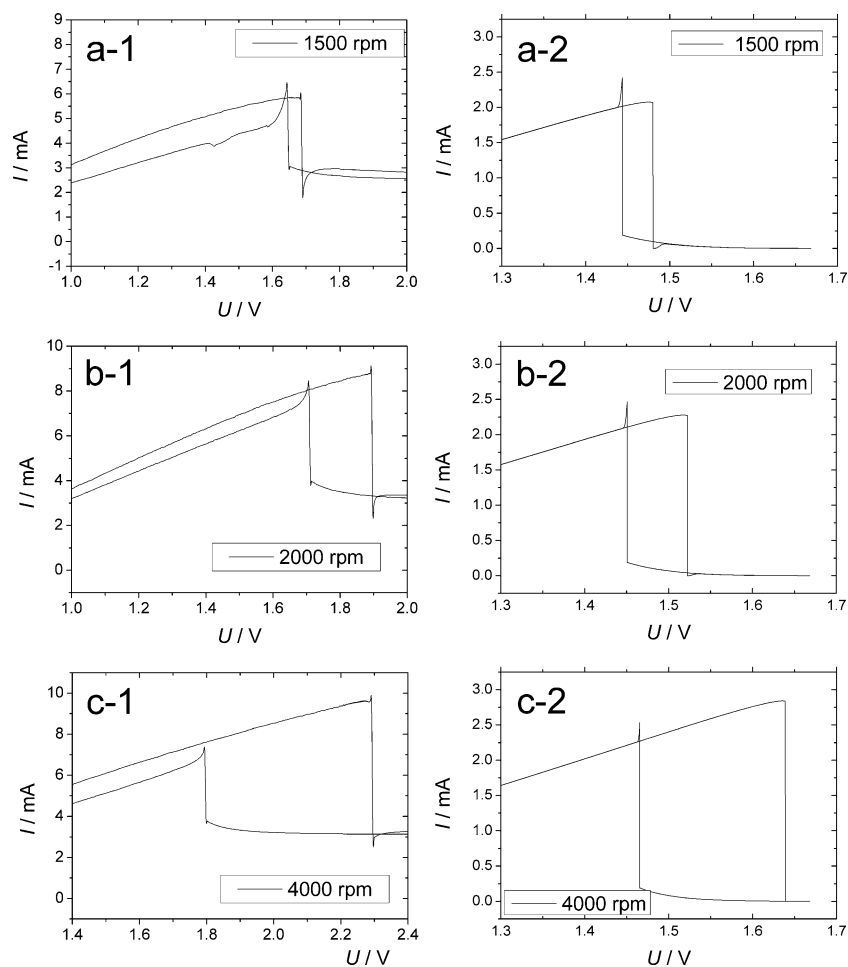 a-1
1500 rpm
9
8
7
6
5
4
3
2
1
0
-1
I / mA
1.0 1.2 1.4 1.6 1.8 2.0
U / V
a-2
1500 rpm
3.0
2.5
2.0
1.5
1.0
0.5
0.0
I / mA
1.3 1.4 1.5 1.6 1.7
U / V
b-1
2000 rpm
10
8
6
4
2
0
I / mA
1.0 1.2 1.4 1.6 1.8 2.0
U / V
b-2
2000 rpm
3.0
2.5
2.0
1.5
1.0
0.5
0.0
I / mA
1.3 1.4 1.5 1.6 1.7
U / V
c-1
4000 rpm
10
8
6
4
2
0
I / mA
1.4 1.6 1.8 2.0 2.2 2.4
U / V
c-2
4000 rpm
3.0
2.5
2.0
1.5
1.0
0.5
0.0
I / mA
1.3 1.4 1.5 1.6 1.7
U / V